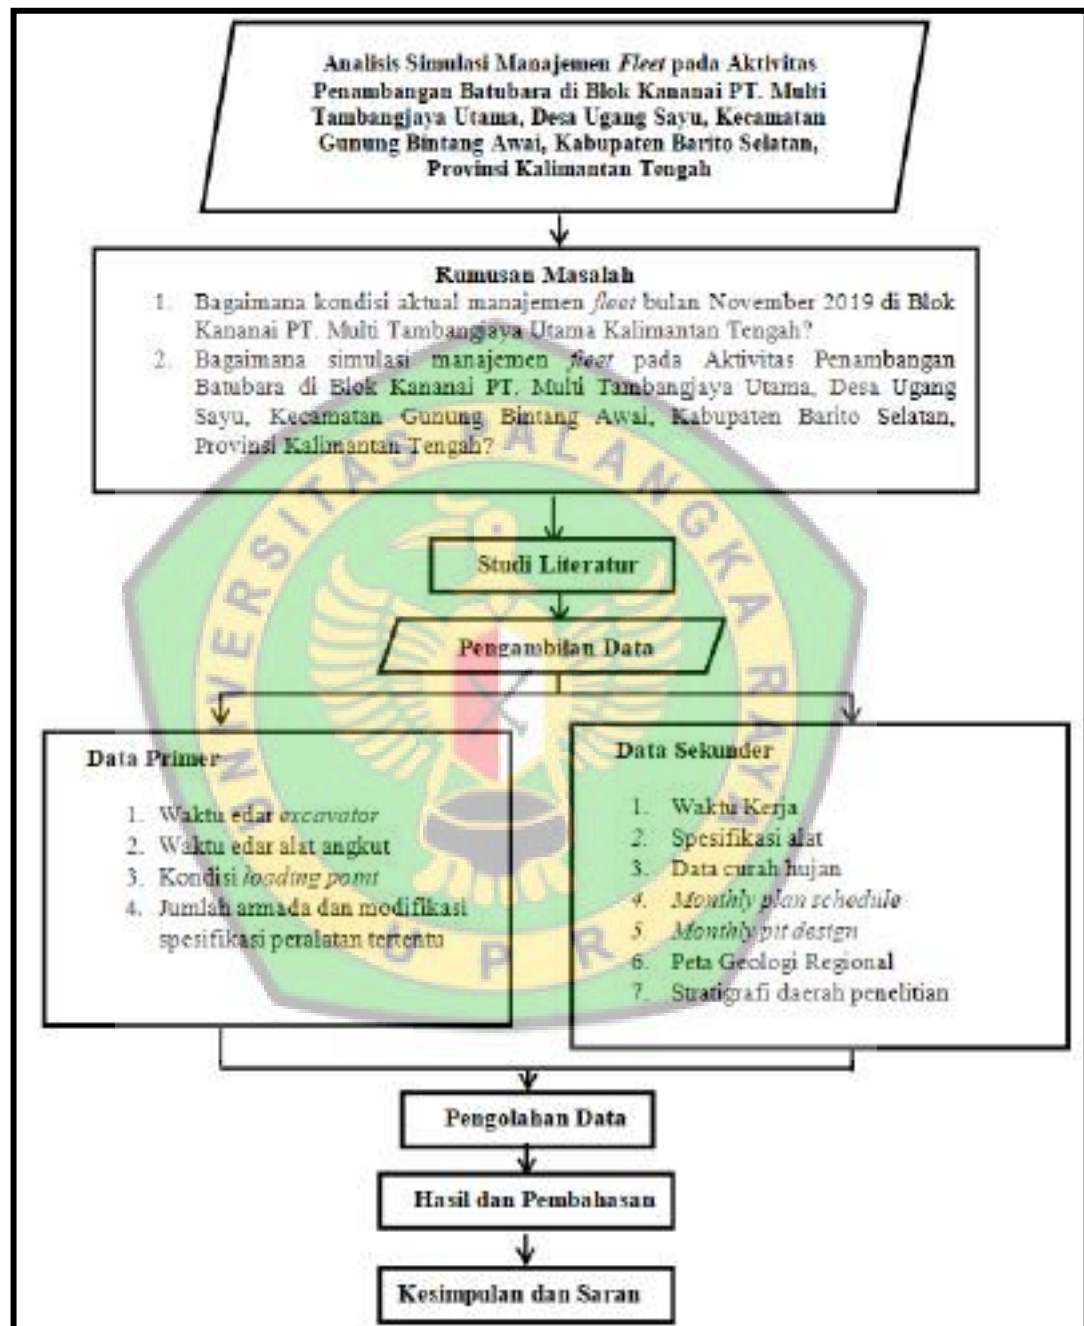 Analisis Simulasi Manajemen Fleet pada Aktivitas
Penambangan Batubara di Blok Kananai PT. Multi
Tambangjaya Utama, Desa Ugang Sayu, Kecamatan
Gunung Bintang Awai, Kabupaten Barito Selatan,
Provinsi Kalimantan Tengah
Rumusan Masalah
1. Bagaimana kondisi aktual manajemen fleet bulan November 2019 di Blok
Kananai PT. Multi Tambangjaya Utama Kalimantan Tengah?
2. Bagaimana simulasi manajemen fleet pada Aktivitas Penambangan
Batubara di Blok Kananai PT. Multi Tambangjaya Utama, Desa Ugang
Sayu, Kecamatan Gunung Bintang Awai, Kabupaten Barito Selatan,
Provinsi Kalimantan Tengah?
Studi Literatur
Pengambilan Data
Data Primer
1. Waktu edar excavator
2. Waktu edar alat angkut
3. Kondisi loading point
4. Jumlah armada dan modifikasi
spesifikasi peralatan tertentu
Data Sekunder
1. Waktu Kerja
2. Spesifikasi alat
3. Data curah hujan
4. Monthly plan schedule
5. Monthly pit design
6. Peta Geologi Regional
7. Stratigrafi daerah penelitian
Pengolahan Data
Hasil dan Pembahasan
Kesimpulan dan Saran
UNIVERSITAS PALANGKA RAYA
UPR